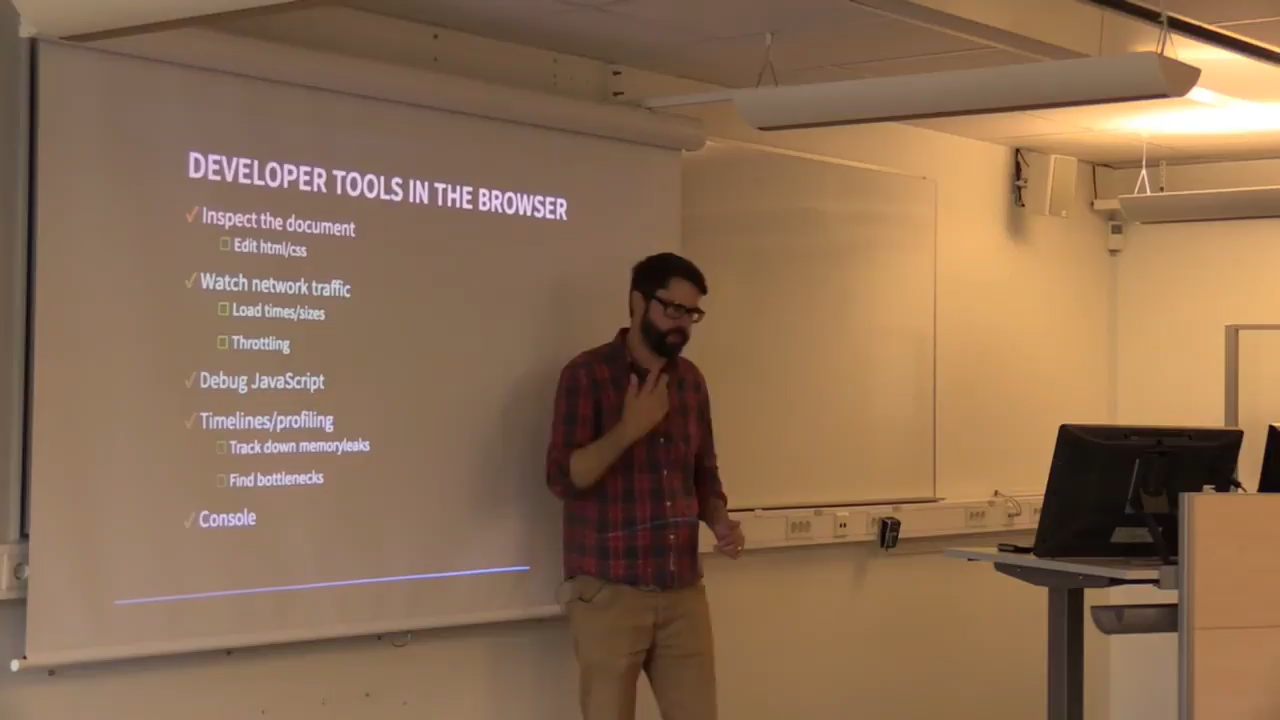 DEVELOPER TOOLS IN THE BROWSER
Inspect the document
Edit html/css
Watch network traffic
Load times/sizes
Throttling
Debug JavaScript
Timelines/profiling
Track down memoryleaks
Find bottlenecks
Console